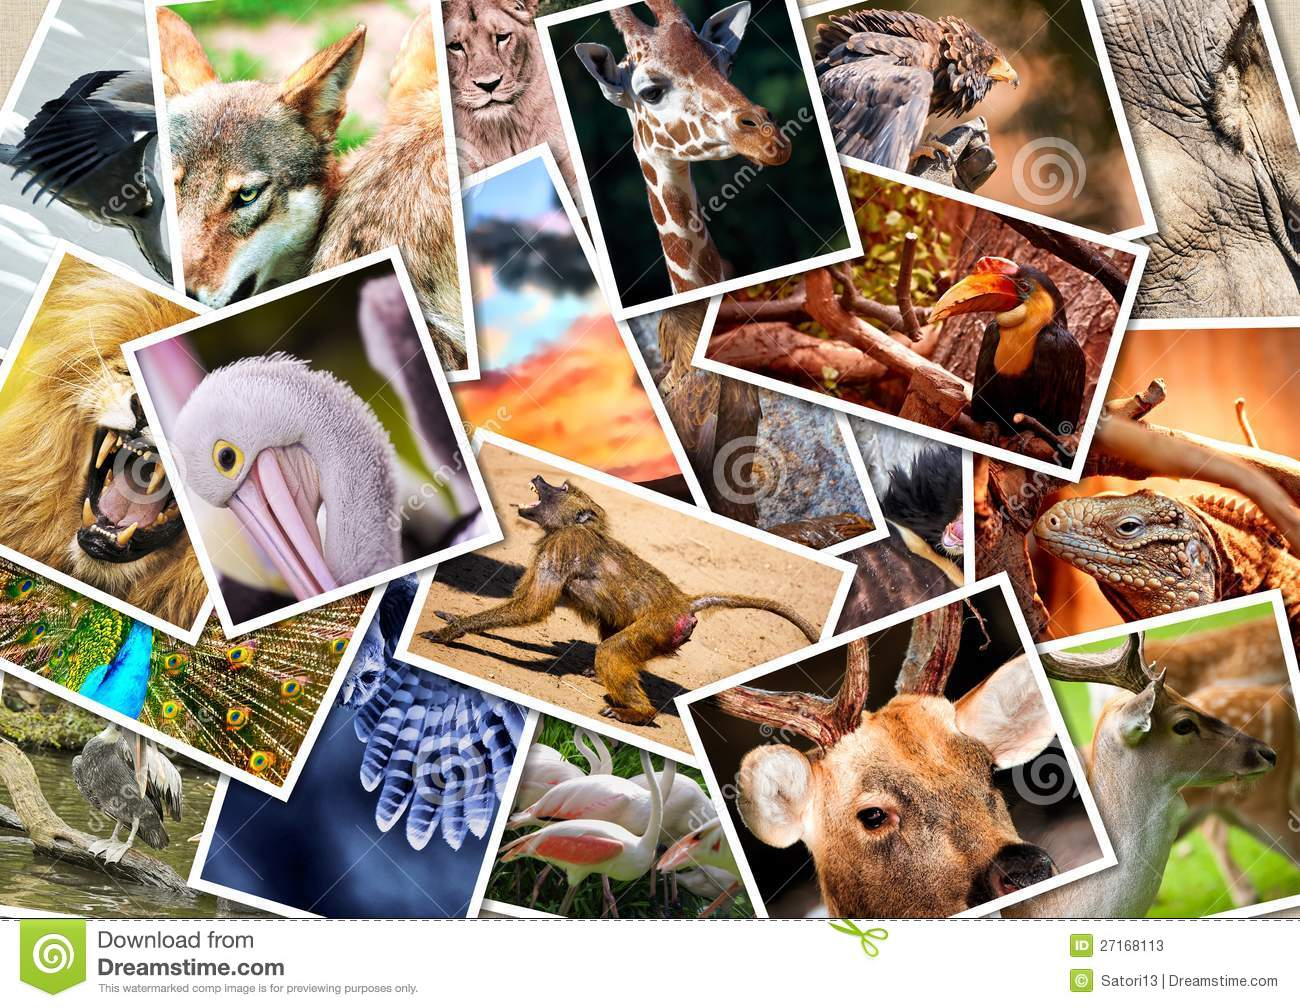 Download from
Dreamstime.com
This watermarked comp image is for previewing purposes only.
ID 27168113
© Satori13 | Dreamstime.com